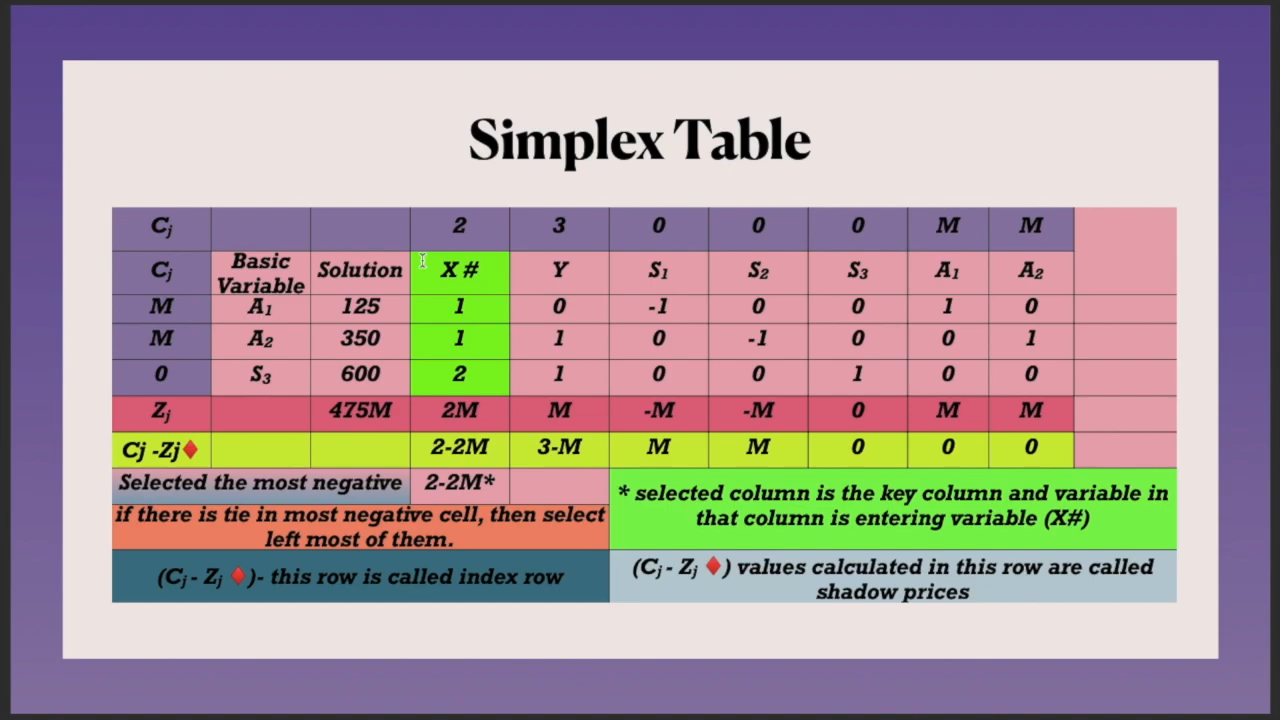 Simplex Table
Cj 2 3 0 0 0 M M
Cj Basic Variable Solution X # Y S1 S2 S3 A1 A2
M A1 125 1 0 -1 0 0 1 0
M A2 350 1 1 0 -1 0 0 1
0 S3 600 2 1 0 0 1 0 0
Zj 475M 2M M -M -M 0 M M
Cj -Zj♦ 2-2M 3-M M M 0 0 0
Selected the most negative 2-2M*
if there is tie in most negative cell, then select
left most of them.
* selected column is the key column and variable in
that column is entering variable (X#)
(Cj - Zj ♦)- this row is called index row
(Cj - Zj ♦) values calculated in this row are called
shadow prices